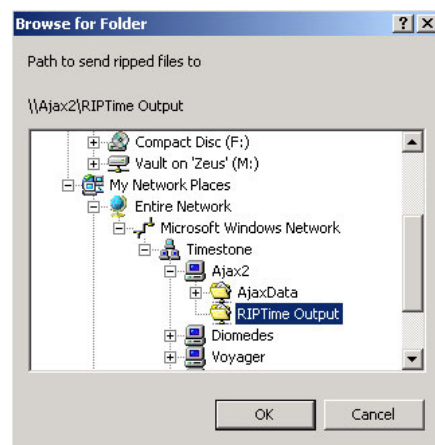 Browse for Folder
Path to send ripped files to
\\Ajax2\RIPTime Output
Compact Disc (F:)
Vault on 'Zeus' (M:)
My Network Places
Entire Network
Microsoft Windows Network
Timestone
Ajax2
AjaxData
RIPTime Output
Diomedes
Voyager
OK Cancel